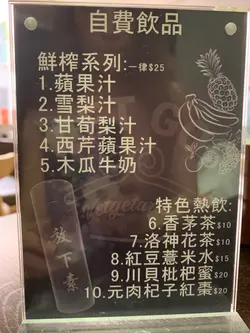 自費飲品
鮮榨系列:一律$25
1.蘋果汁
2.雪梨汁
3.甘荀梨汁
4.西芹蘋果汁
5.木瓜牛奶
特色熱飲:
6.香茅茶$10
7.洛神花茶$10
8.紅豆薏米水$15
9.川貝枇杷蜜$20
10.元肉杞子紅棗$20
放下素